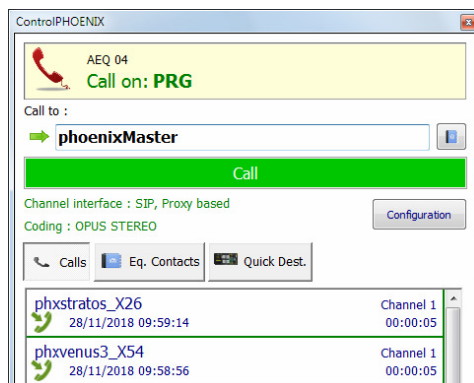 ControlPHOENIX
AEQ 04
Call on: PRG
Call to :
phoenixMaster
Call
Channel interface : SIP, Proxy based
Coding : OPUS STEREO
Configuration
Calls
Eq. Contacts
Quick Dest.
phxstratos_X26
Channel 1
28/11/2018 09:59:14
00:00:05
phxvenus3_X54
Channel 1
28/11/2018 09:58:56
00:00:05